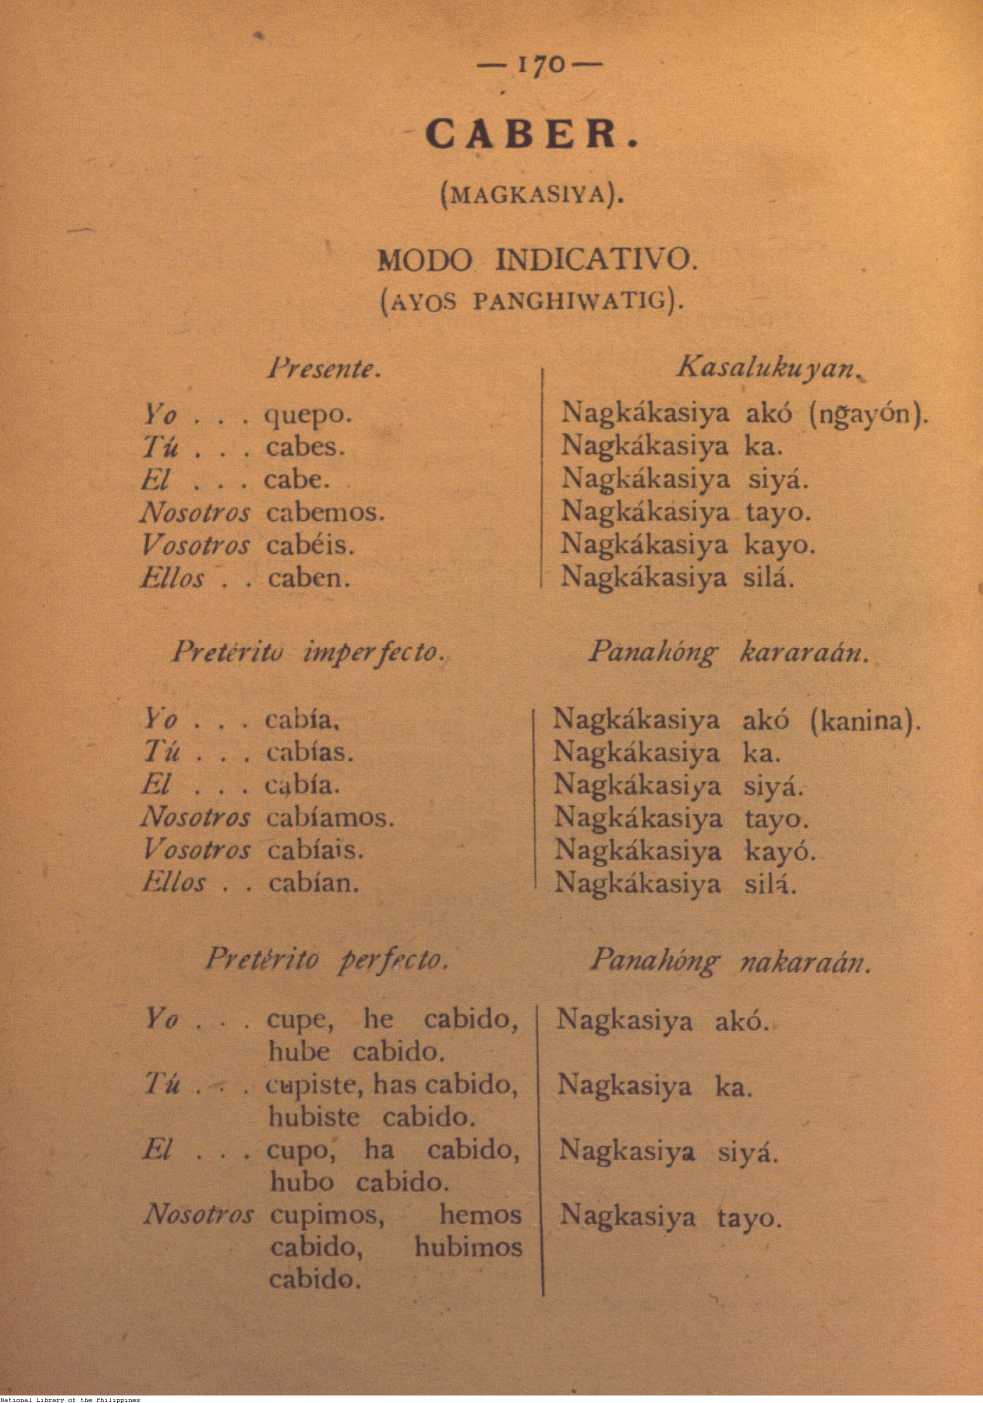 — 170 —
CABER.
(MAGKASIYA).
MODO INDICATIVO.
(AYOS PANGHIWATIG).
Presente. Kasalukuyan.
Yo . . . quepo. Nagkákasiya akó (ng̃ayón).
Tú . . . cabes. Nagkákasiya ka.
El . . . cabe. Nagkákasiya siyá.
Nosotros cabemos. Nagkákasiya tayo.
Vosotros cabéis. Nagkákasiya kayo.
Ellos . . caben. Nagkákasiya silá.
Pretérito imperfecto. Panahóng kararaán.
Yo . . . cabía. Nagkákasiya akó (kanina).
Tú . . . cabías. Nagkákasiya ka.
El . . . cabía. Nagkákasiya siyá.
Nosotros cabíamos. Nagkákasiya tayo.
Vosotros cabíais. Nagkákasiya kayó.
Ellos . . cabían. Nagkákasiya silá.
Pretérito perfecto. Panahóng nakaraán.
Yo . . . cupe, he cabido, Nagkasiya akó.
hube cabido.
Tú . . . cupiste, has cabido, Nagkasiya ka.
hubiste cabido.
El . . . cupo, ha cabido, Nagkasiya siyá.
hubo cabido.
Nosotros cupimos, hemos Nagkasiya tayo.
cabido, hubimos
cabido.
National Library of the Philippines